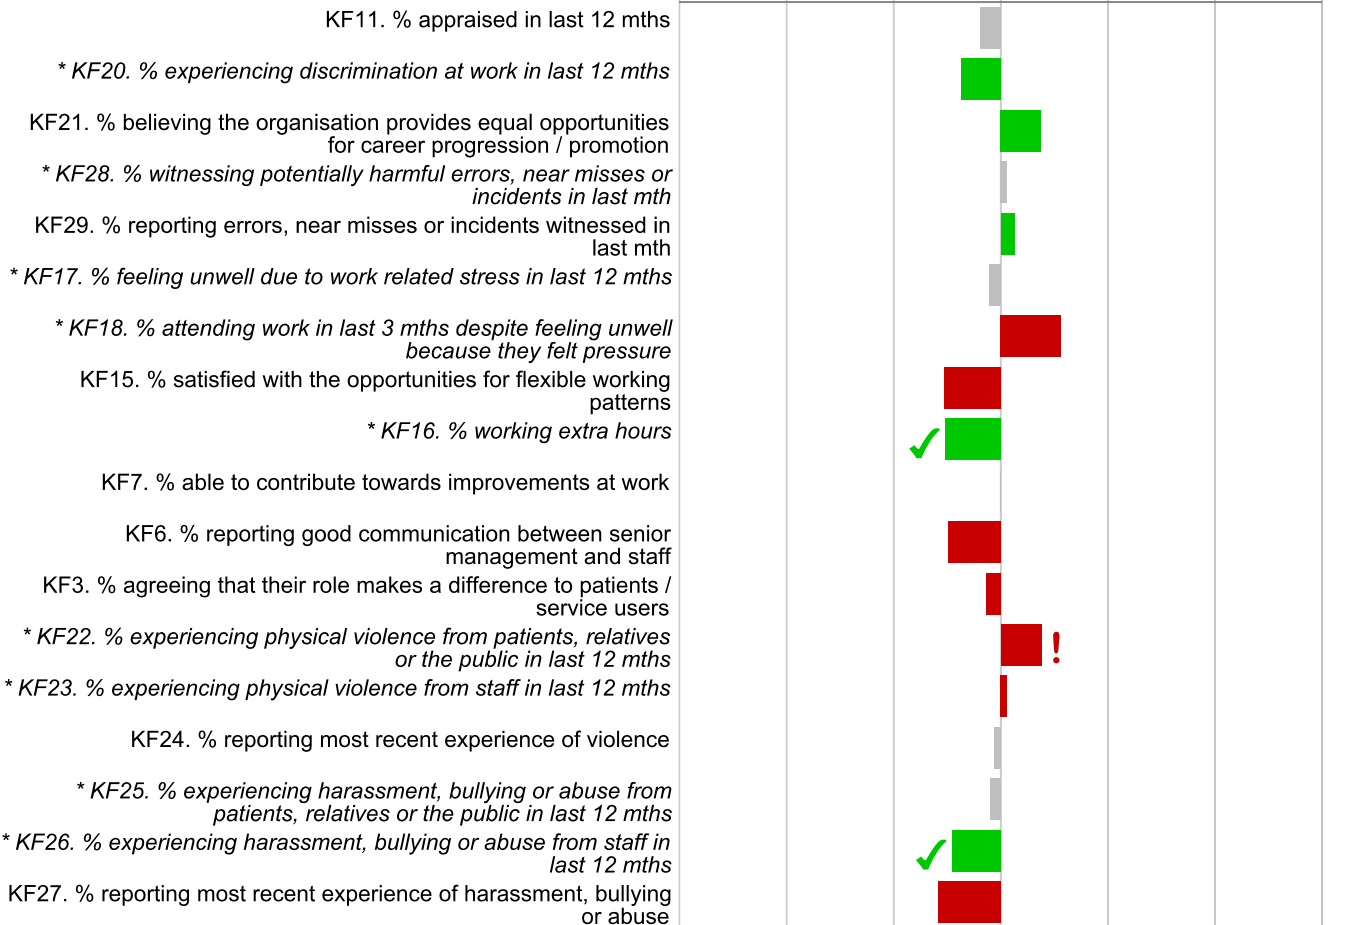 KF11. % appraised in last 12 mths
* KF20. % experiencing discrimination at work in last 12 mths
KF21. % believing the organisation provides equal opportunities
for career progression / promotion
* KF28. % witnessing potentially harmful errors, near misses or
incidents in last mth
KF29. % reporting errors, near misses or incidents witnessed in
last mth
* KF17. % feeling unwell due to work related stress in last 12 mths
* KF18. % attending work in last 3 mths despite feeling unwell
because they felt pressure
KF15. % satisfied with the opportunities for flexible working
patterns
* KF16. % working extra hours
KF7. % able to contribute towards improvements at work
KF6. % reporting good communication between senior
management and staff
KF3. % agreeing that their role makes a difference to patients /
service users
* KF22. % experiencing physical violence from patients, relatives
or the public in last 12 mths
!
* KF23. % experiencing physical violence from staff in last 12 mths
KF24. % reporting most recent experience of violence
* KF25. % experiencing harassment, bullying or abuse from
patients, relatives or the public in last 12 mths
* KF26. % experiencing harassment, bullying or abuse from staff in
last 12 mths
KF27. % reporting most recent experience of harassment, bullying
or abuse